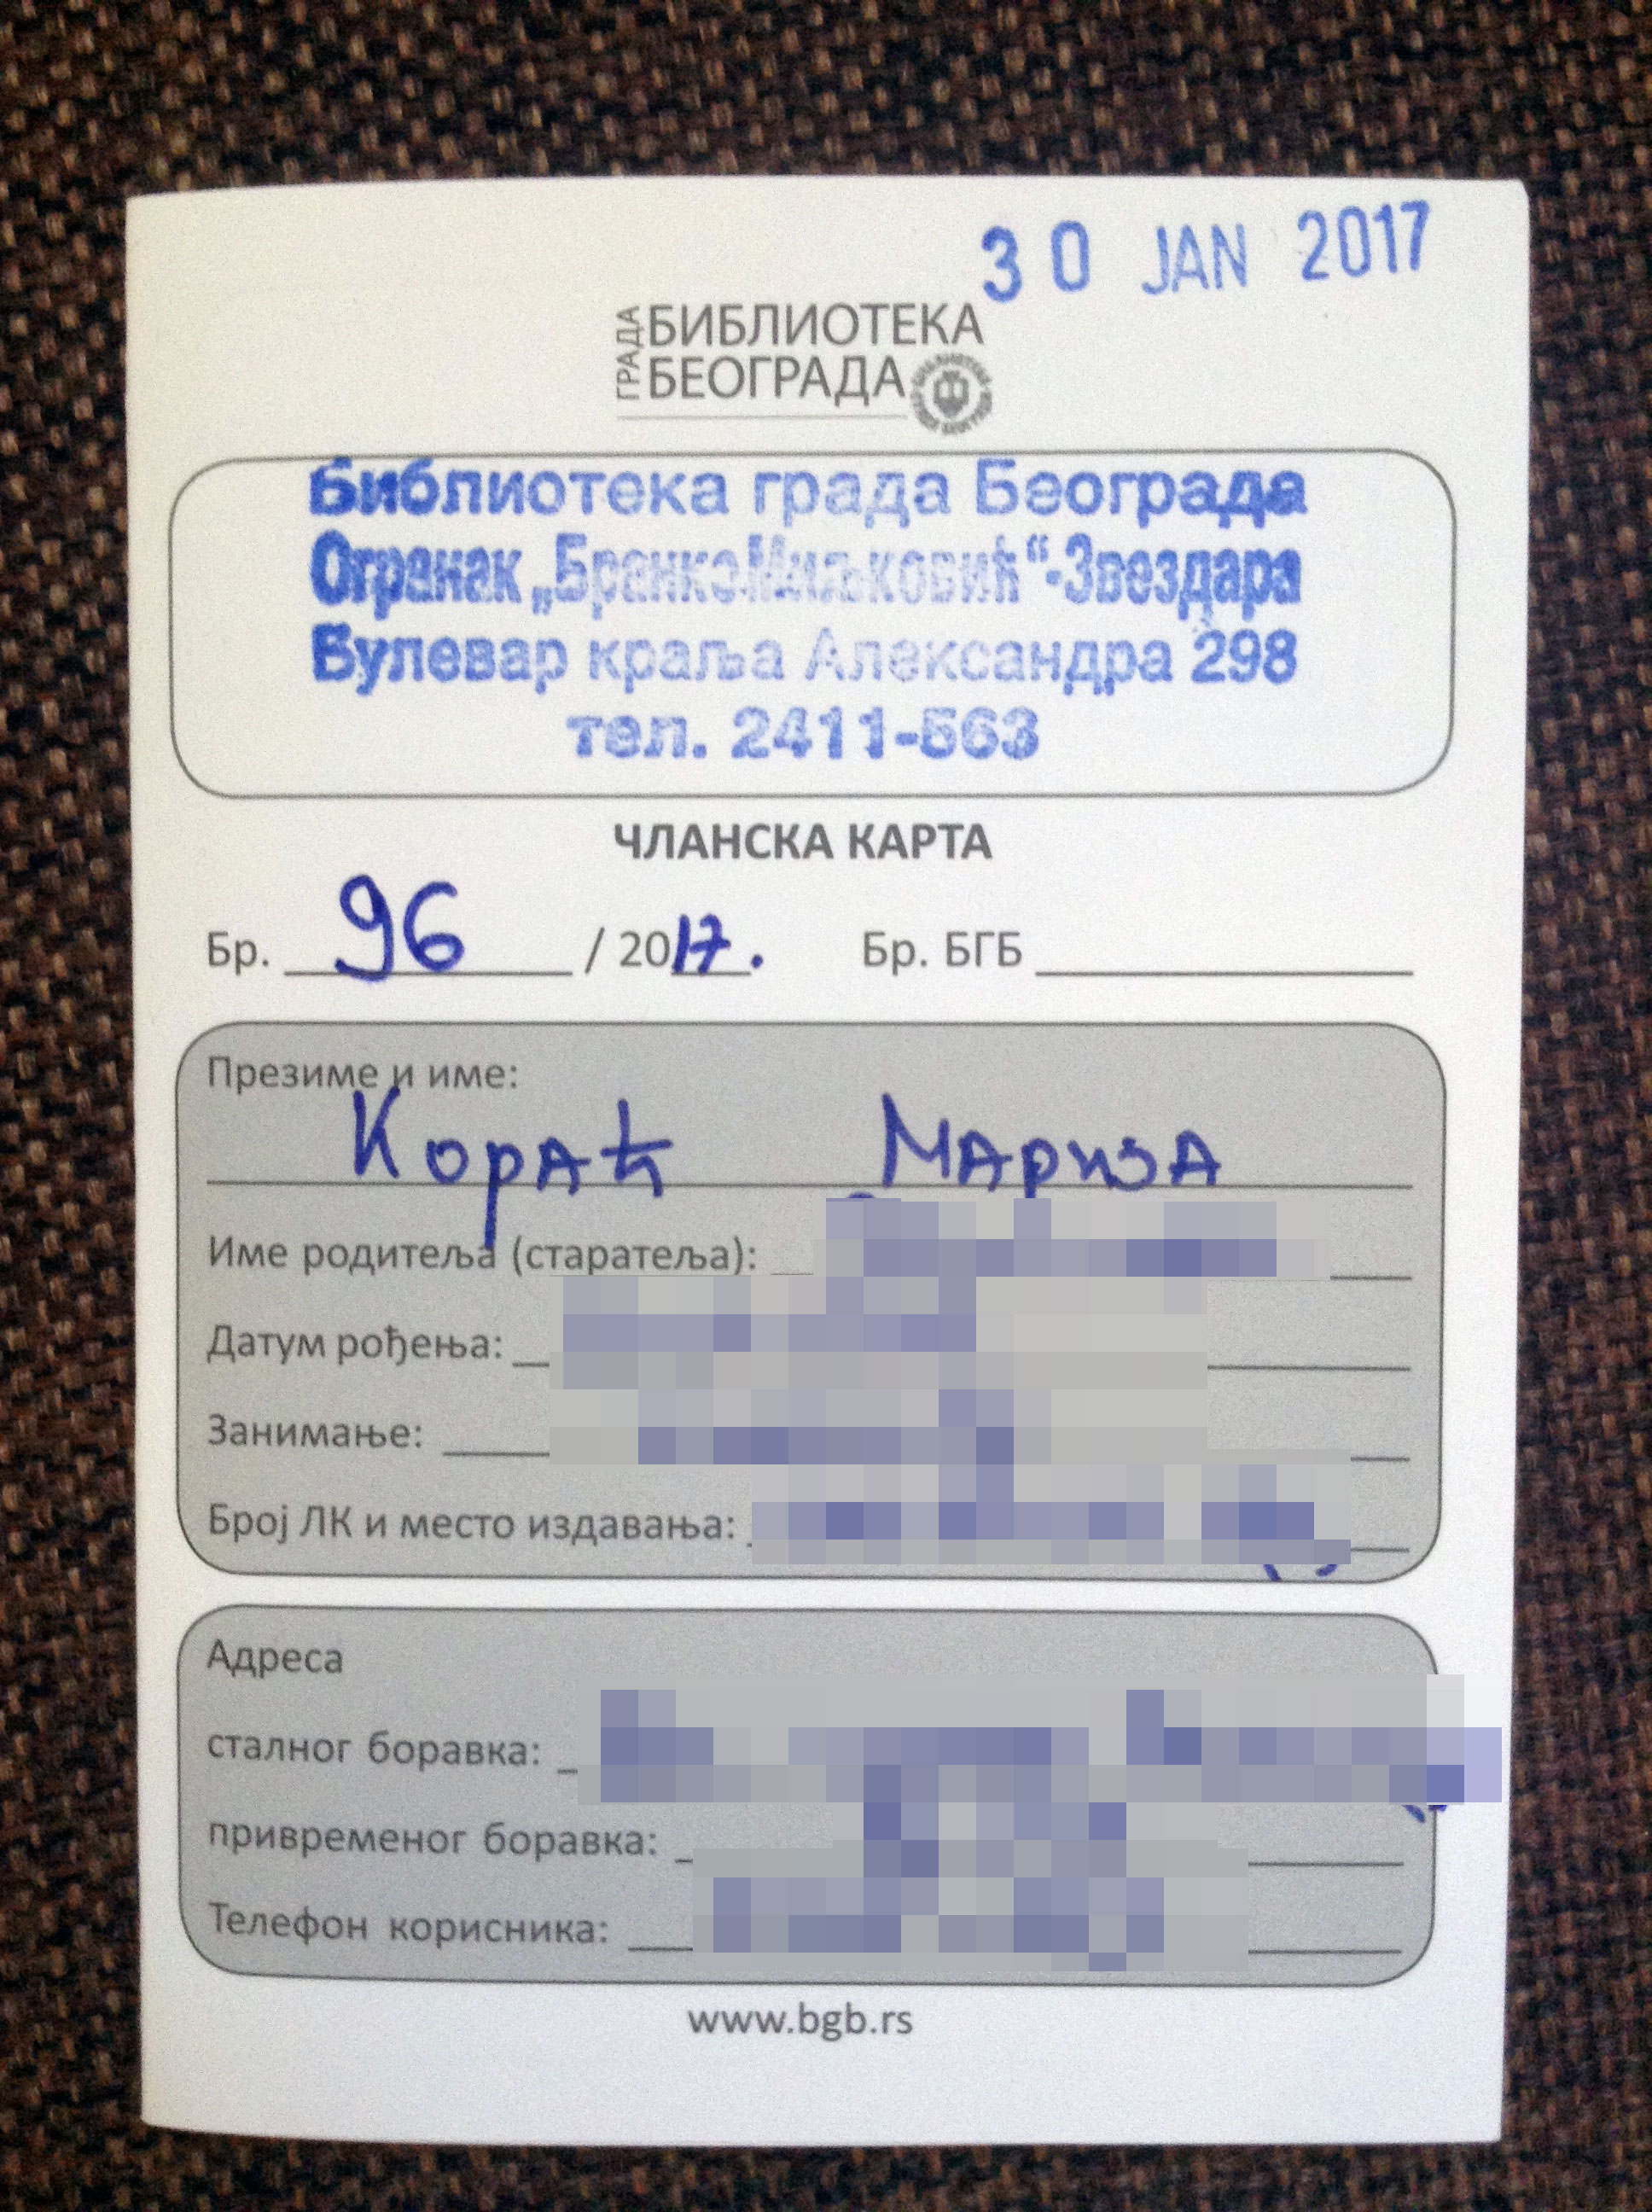 30 JAN 2017
ГРАДА
БИБЛИОТЕКА
БЕОГРАДА
Библиотека града Београда
Огранак „Бранко Миљковић“-Звездара
Булевар краља Александра 298
тел. 2411-563
ЧЛАНСКА КАРТА
Бр. 96 / 2017. Бр. БГБ
Презиме и име:
Кораћ Марија
Име родитеља (старатеља):
Датум рођења:
Занимање:
Број ЛК и место издавања:
Адреса
сталног боравка:
привременог боравка:
Телефон корисника:
www.bgb.rs